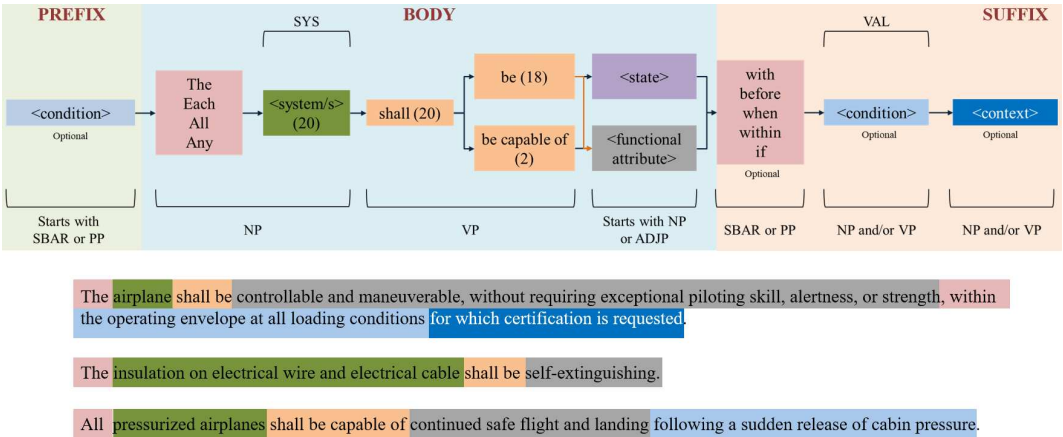 PREFIX
SYS
BODY
VAL
SUFFIX
<condition>
Optional
The
Each
All
Any
<system/s>
(20)
shall (20)
be (18)
be capable of
(2)
<state>
<functional
attribute>
with
before
when
within
if
Optional
<condition>
Optional
<context>
Optional
Starts with
SBAR or PP
NP
VP
Starts with NP
or ADJP
SBAR or PP
NP and/or VP
NP and/or VP
The airplane shall be controllable and maneuverable, without requiring exceptional piloting skill, alertness, or strength, within
the operating envelope at all loading conditions for which certification is requested.
The insulation on electrical wire and electrical cable shall be self-extinguishing.
All pressurized airplanes shall be capable of continued safe flight and landing following a sudden release of cabin pressure.